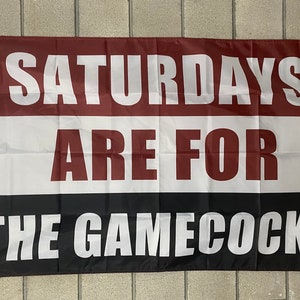 SATURDAYS
ARE FOR
THE GAMECOCK